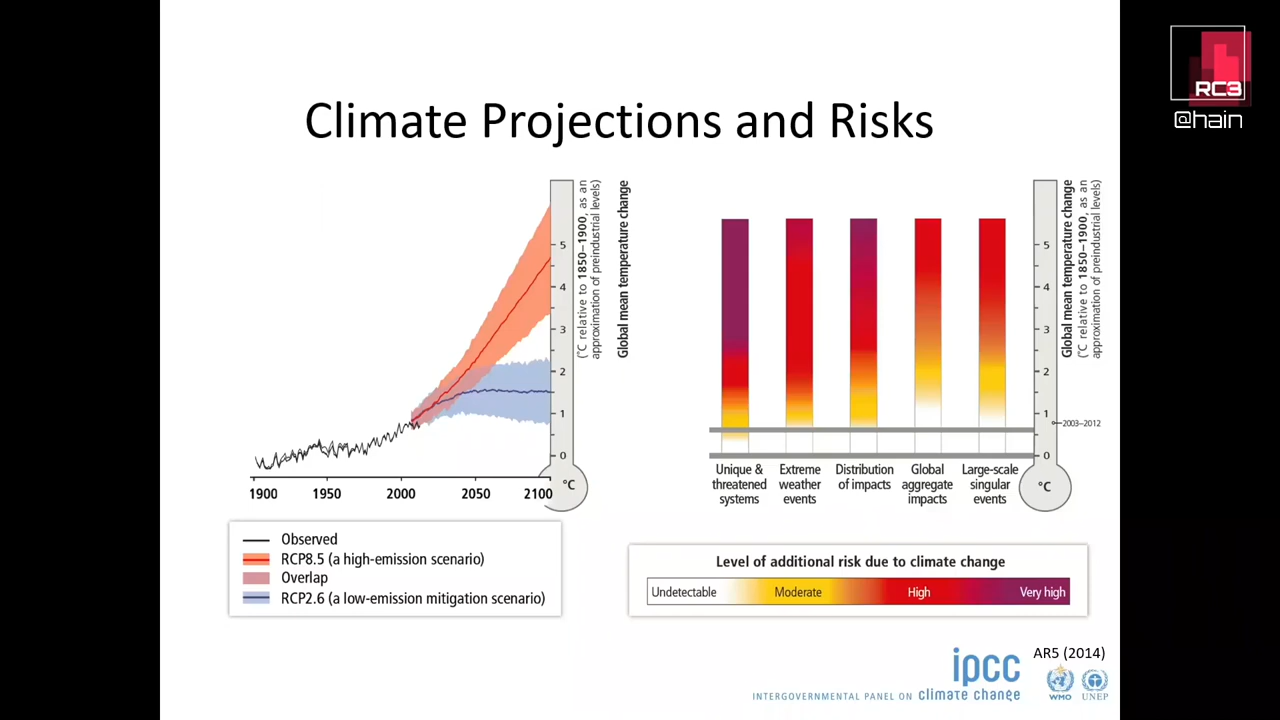 RC3
@hain
Climate Projections and Risks
5
4
3
2
1
0
°C
(°C relative to 1850–1900, as an
approximation of preindustrial levels)
Global mean temperature change
1900
1950
2000
2050
2100
Observed
RCP8.5 (a high-emission scenario)
Overlap
RCP2.6 (a low-emission mitigation scenario)
Global mean temperature change
(°C relative to 1850–1900, as an
approximation of preindustrial levels)
5
4
3
2
1
0
2003–2012
°C
Unique &
threatened
systems
Extreme
weather
events
Distribution
of impacts
Global
aggregate
impacts
Large-scale
singular
events
Level of additional risk due to climate change
Undetectable
Moderate
High
Very high
AR5 (2014)
ipcc
INTERGOVERNMENTAL PANEL ON climate change
WMO
UNEP